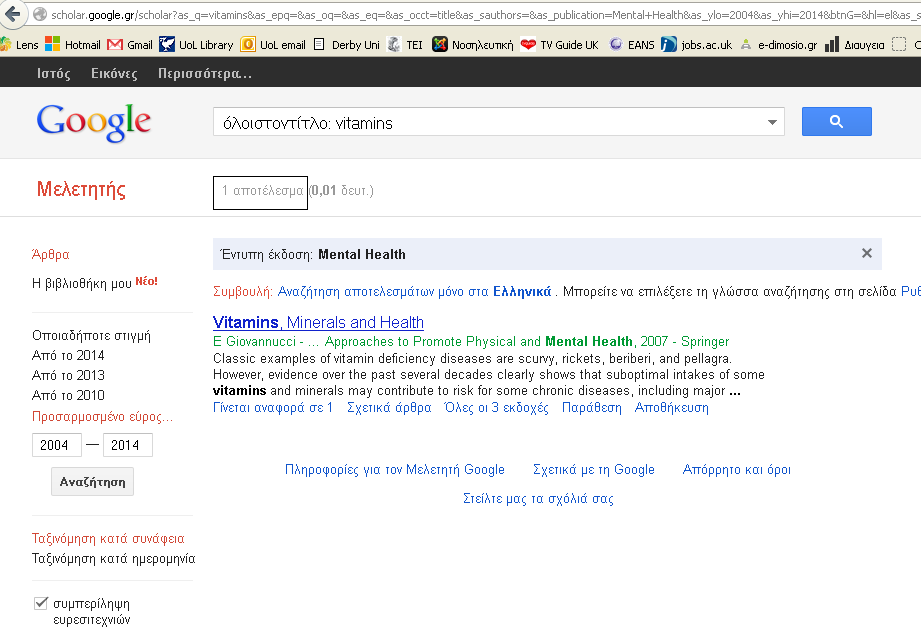 scholar.google.gr/scholar?as_q=vitamins&as_epq=&as_oq=&as_eq=&as_occt=title&as_sauthors=&as_publication=Mental+Health&as_ylo=2004&as_yhi=2014&btnG=&hl=el&as_s
Lens Hotmail Gmail UoL Library UoL email Derby Uni TEI Νοσηλευτική TV Guide UK EANS jobs.ac.uk e-dimosio.gr Διαυγεια
Ιστός Εικόνες Περισσότερα…
Google όλοιστοντίτλο: vitamins
Μελετητής 1 αποτέλεσμα (0,01 δευτ.)
Άρθρα
Η βιβλιοθήκη μου Νέο!
Οποιαδήποτε στιγμή
Από το 2014
Από το 2013
Από το 2010
Προσαρμοσμένο εύρος...
2004 — 2014
Αναζήτηση
Ταξινόμηση κατά συνάφεια
Ταξινόμηση κατά ημερομηνία
συμπερίληψη
ευρεσιτεχνιών
Έντυπη έκδοση: Mental Health
Συμβουλή: Αναζήτηση αποτελεσμάτων μόνο στα Ελληνικά . Μπορείτε να επιλέξετε τη γλώσσα αναζήτησης στη σελίδα
Vitamins, Minerals and Health
E Giovannucci - … Approaches to Promote Physical and Mental Health, 2007 - Springer
Classic examples of vitamin deficiency diseases are scurvy, rickets, beriberi, and pellagra.
However, evidence over the past several decades clearly shows that suboptimal intakes of some
vitamins and minerals may contribute to risk for some chronic diseases, including major ...
Γίνεται αναφορά σε 1 Σχετικά άρθρα Όλες οι 3 εκδοχές Παράθεση Αποθήκευση
Πληροφορίες για τον Μελετητή Google Σχετικά με τη Google Απόρρητο και όροι
Στείλτε μας τα σχόλιά σας